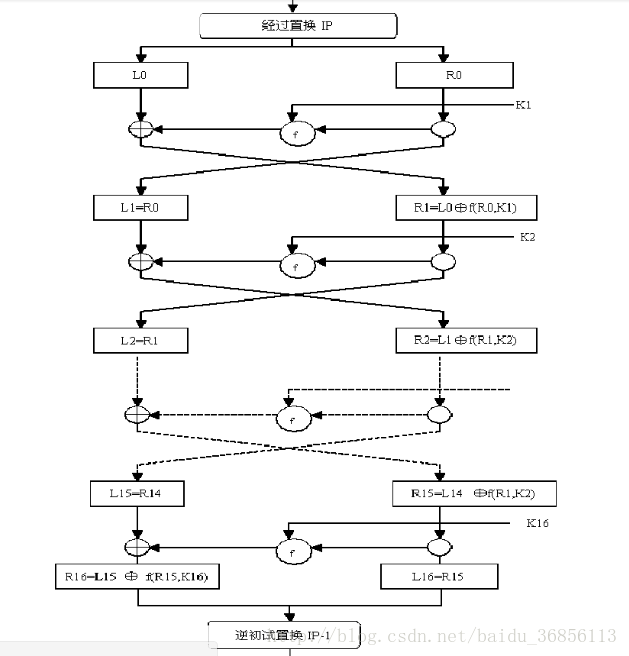 经过置换 IP
L0
R0
K1
f
L1=R0
R1=L0⊕f(R0,K1)
K2
f
L2=R1
R2=L1⊕f(R1,K2)
f
L15=R14
R15=L14 ⊕f(R1,K2)
K16
f
R16=L15 ⊕ f(R15,K16)
L16=R15
逆初试置换 IP-1
http://blog.csdn.net/baidu_36856113